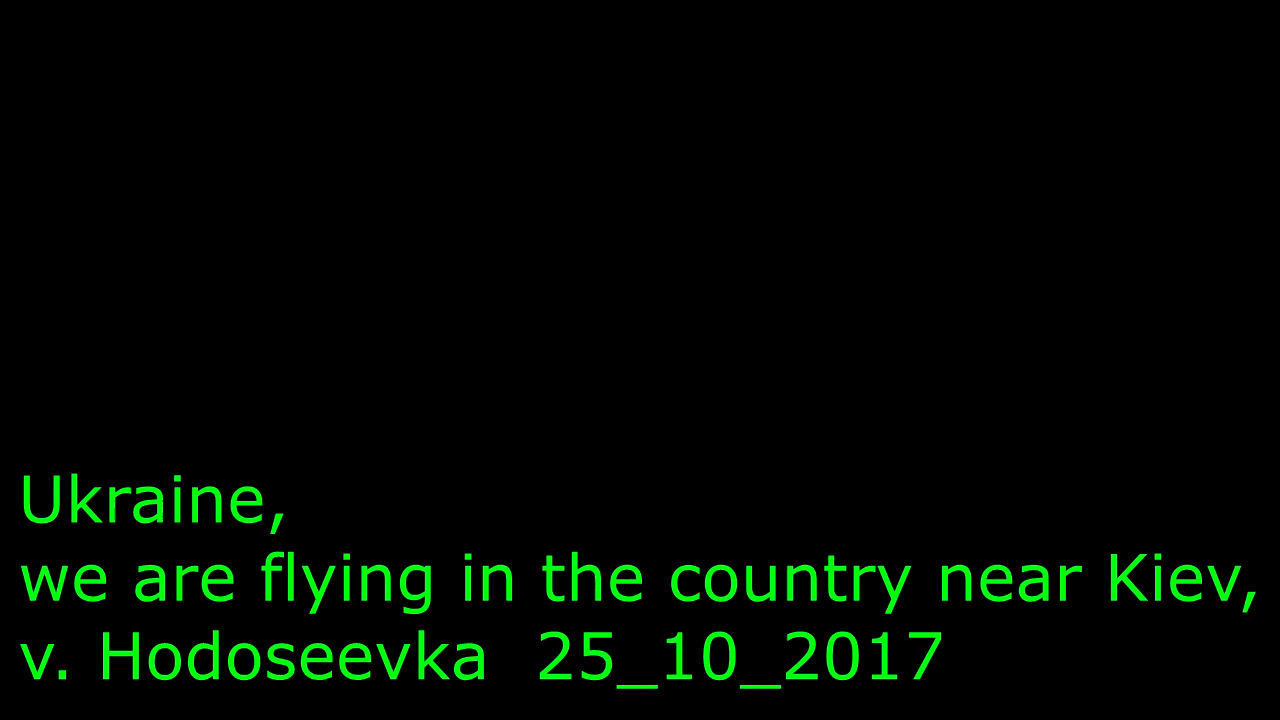 Ukraine,
we are flying in the country near Kiev,
v. Hodoseevka 25_10_2017